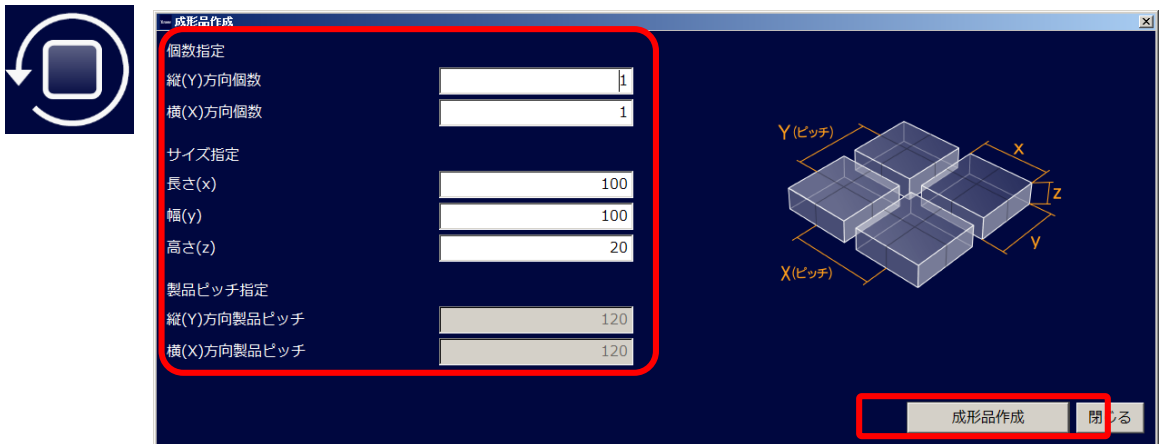 成形品作成
個数指定
縦(Y)方向個数
1
横(X)方向個数
1
サイズ指定
長さ(x)
100
幅(y)
100
高さ(z)
20
製品ピッチ指定
縦(Y)方向製品ピッチ
120
横(X)方向製品ピッチ
120
Y(ピッチ)
x
z
y
X(ピッチ)
成形品作成
閉じる